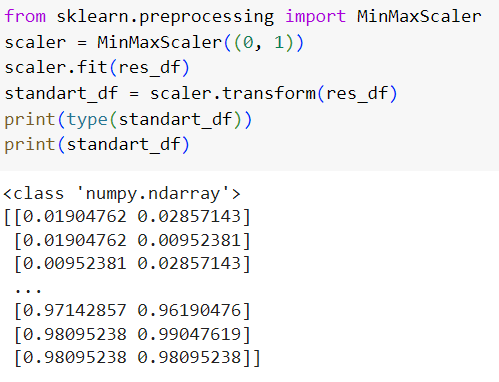 from sklearn.preprocessing import MinMaxScaler
scaler = MinMaxScaler((0, 1))
scaler.fit(res_df)
standart_df = scaler.transform(res_df)
print(type(standart_df))
print(standart_df)
<class 'numpy.ndarray'>
[[0.01904762 0.02857143]
 [0.01904762 0.00952381]
 [0.00952381 0.02857143]
 ...
 [0.97142857 0.96190476]
 [0.98095238 0.99047619]
 [0.98095238 0.98095238]]